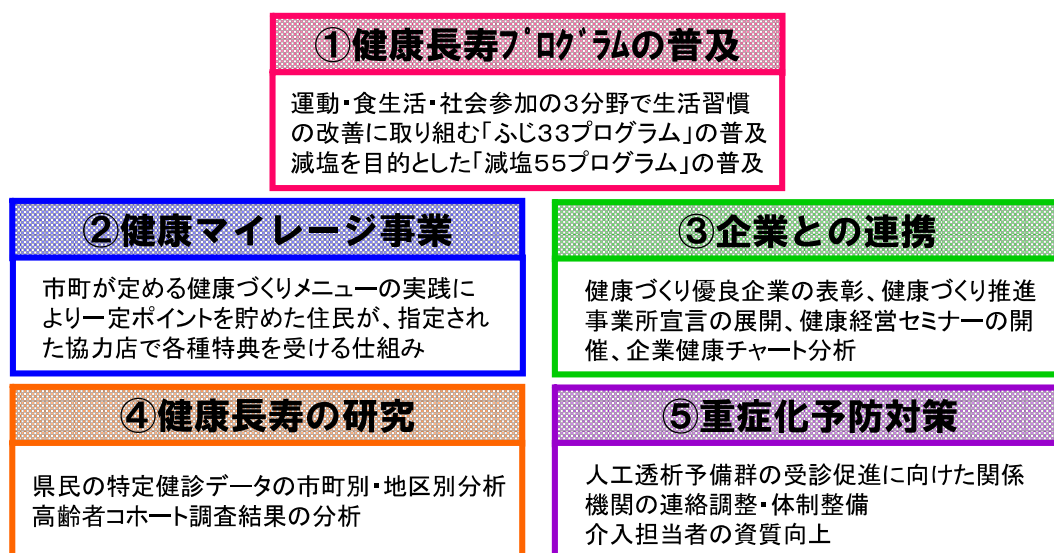 ①健康長寿ﾌﾟﾛｸﾞﾗﾑの普及
運動・食生活・社会参加の３分野で生活習慣
の改善に取り組む「ふじ３３プログラム」の普及
減塩を目的とした「減塩５５プログラム」の普及
②健康マイレージ事業
市町が定める健康づくりメニューの実践に
より一定ポイントを貯めた住民が、指定され
た協力店で各種特典を受ける仕組み
③企業との連携
健康づくり優良企業の表彰、健康づくり推進
事業所宣言の展開、健康経営セミナーの開
催、企業健康チャート分析
④健康長寿の研究
県民の特定健診データの市町別・地区別分析
高齢者コホート調査結果の分析
⑤重症化予防対策
人工透析予備群の受診促進に向けた関係
機関の連絡調整・体制整備
介入担当者の資質向上